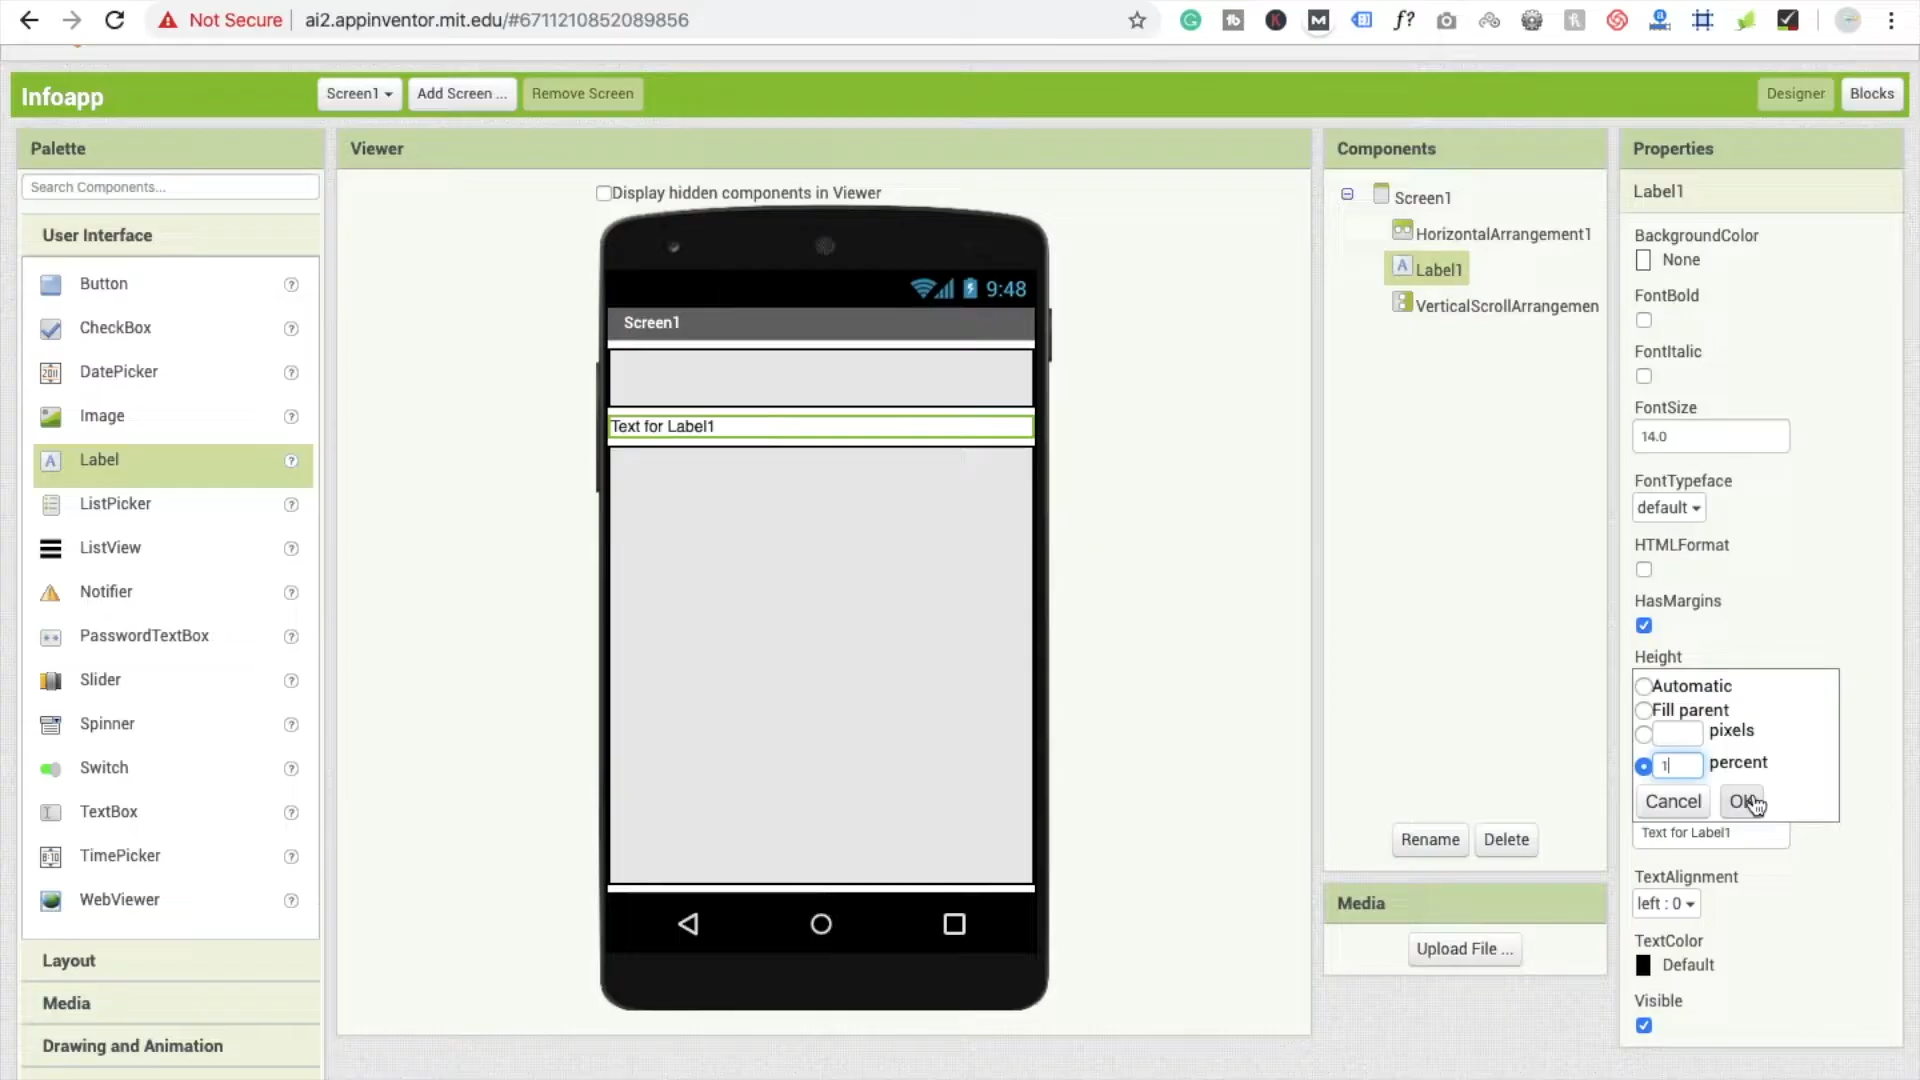 Not Secure | ai2.appinventor.mit.edu/#6711210852089856
Infoapp
Screen1
Add Screen ...
Remove Screen
Designer
Blocks
Palette
Viewer
Components
Properties
Search Components...
Display hidden components in Viewer
Screen1
HorizontalArrangement1
Label1
VerticalScrollArrangemen
Label1
User Interface
Button
CheckBox
DatePicker
Image
Label
ListPicker
ListView
Notifier
PasswordTextBox
Slider
Spinner
Switch
TextBox
TimePicker
WebViewer
Layout
Media
Drawing and Animation
9:48
Screen1
Text for Label1
Rename
Delete
Media
Upload File ...
BackgroundColor
None
FontBold
FontItalic
FontSize
14.0
FontTypeface
default
HTMLFormat
HasMargins
Height
Automatic
Fill parent
pixels
1 percent
Cancel
OK
Text for Label1
TextAlignment
left : 0
TextColor
Default
Visible